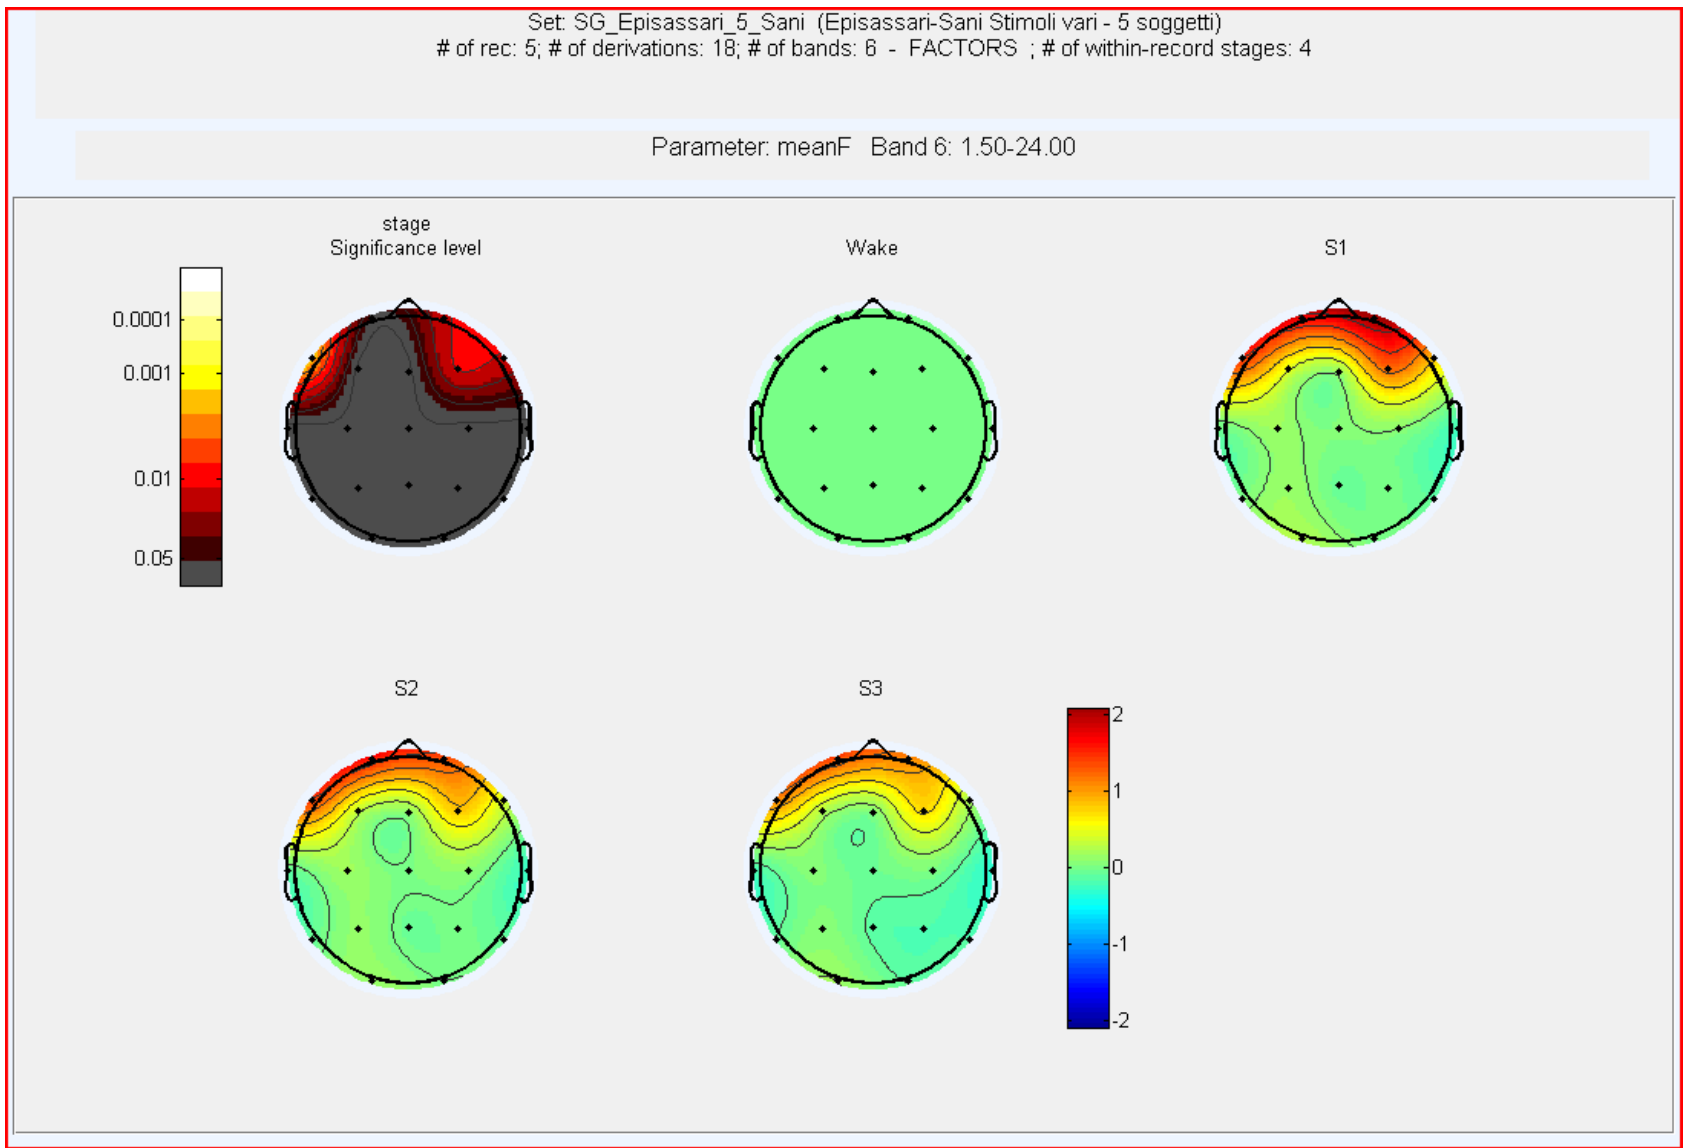 Set: SG_Episassari_5_Sani (Episassari-Sani Stimoli vari - 5 soggetti)
# of rec: 5; # of derivations: 18; # of bands: 6 - FACTORS ; # of within-record stages: 4
Parameter: meanF Band 6: 1.50-24.00
stage
Significance level
Wake
S1
0.0001
0.001
0.01
0.05
S2
S3
2
1
0
-1
-2